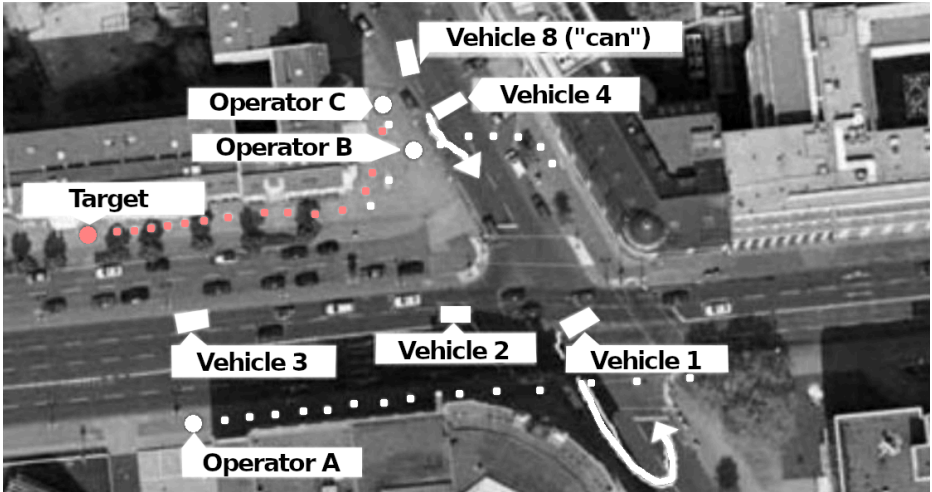 Vehicle 8 ("can")
Operator C
Vehicle 4
Operator B
Target
Vehicle 3
Vehicle 2
Vehicle 1
Operator A